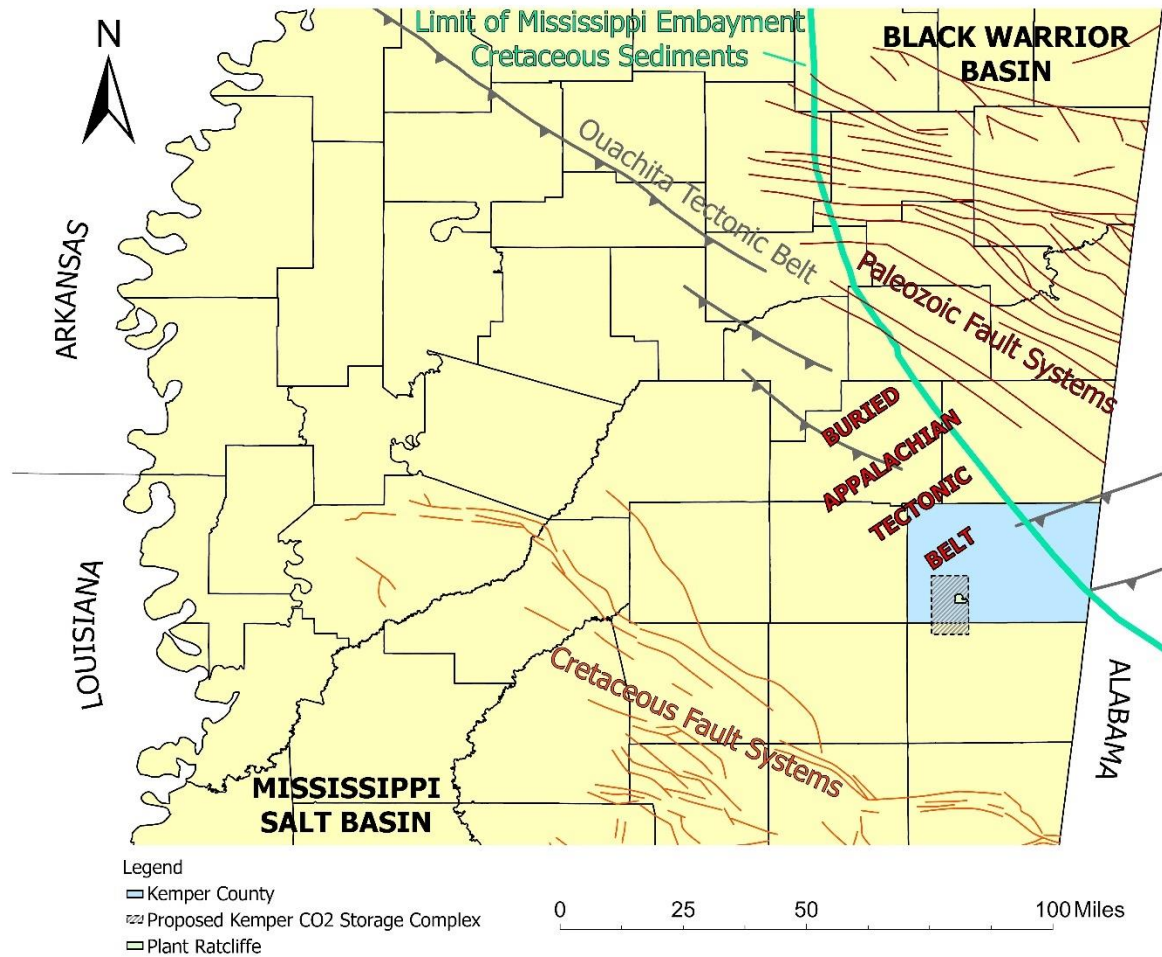 N
Limit of Mississippi Embayment
Cretaceous Sediments
BLACK WARRIOR
BASIN
Ouachita Tectonic Belt
ARKANSAS
Paleozoic Fault Systems
BURIED
APPALACHIAN
TECTONIC
BELT
LOUISIANA
Cretaceous Fault Systems
ALABAMA
MISSISSIPPI
SALT BASIN
Legend
Kemper County
Proposed Kemper CO2 Storage Complex
Plant Ratcliffe
0 25 50 100 Miles